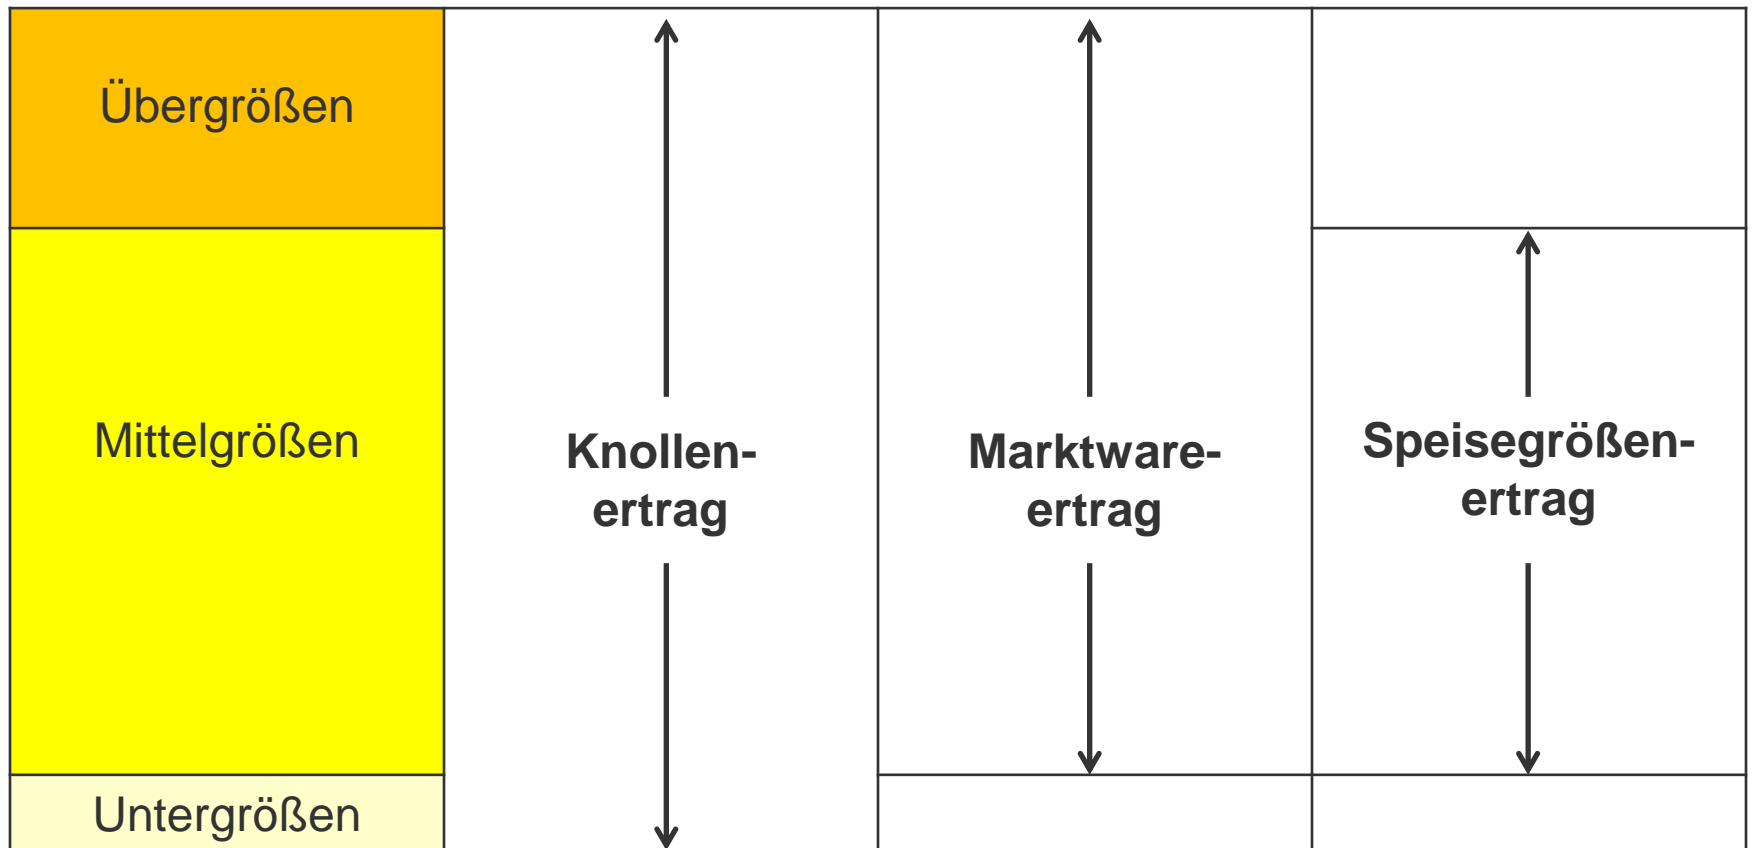 Übergrößen
Mittelgrößen
Knollen-
ertrag
Marktware-
ertrag
Speisegrößen-
ertrag
Untergrößen